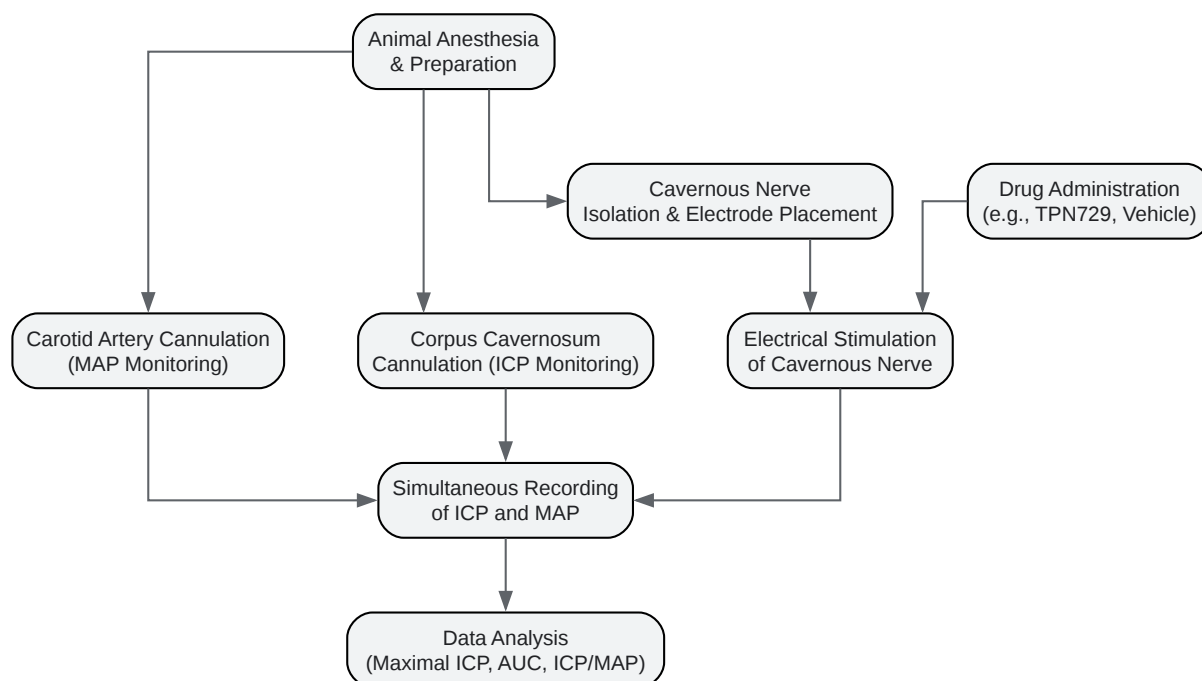 Animal Anesthesia
& Preparation
Cavernous Nerve
Isolation & Electrode Placement
Drug Administration
(e.g., TPN729, Vehicle)
Carotid Artery Cannulation
(MAP Monitoring)
Corpus Cavernosum
Cannulation (ICP Monitoring)
Electrical Stimulation
of Cavernous Nerve
Simultaneous Recording
of ICP and MAP
Data Analysis
(Maximal ICP, AUC, ICP/MAP)